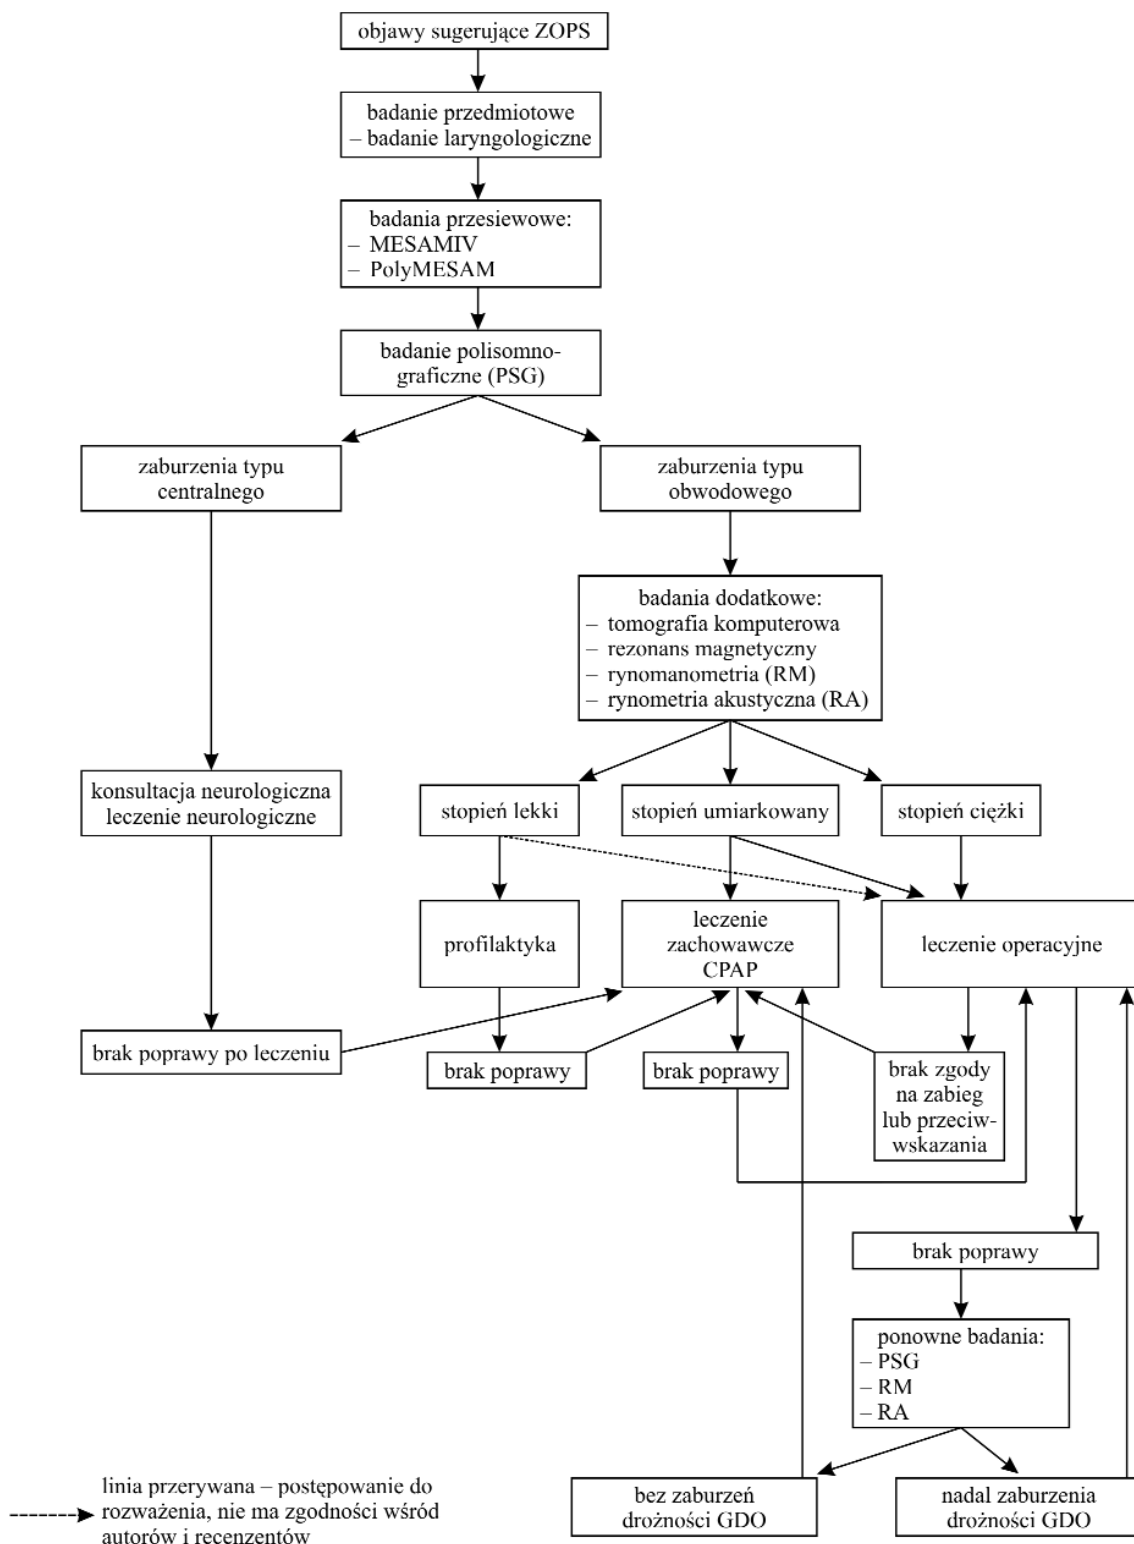 objawy sugerujące ZOPS
badanie przedmiotowe
– badanie laryngologiczne
badania przesiewowe:
– MESAMIV
– PolyMESAM
badanie polisomno-
graficzne (PSG)
zaburzenia typu
centralnego
zaburzenia typu
obwodowego
badania dodatkowe:
– tomografia komputerowa
– rezonans magnetyczny
– rynomanometria (RM)
– rynometria akustyczna (RA)
konsultacja neurologiczna
leczenie neurologiczne
stopień lekki
stopień umiarkowany
stopień ciężki
profilaktyka
leczenie
zachowawcze
CPAP
leczenie operacyjne
brak poprawy po leczeniu
brak poprawy
brak poprawy
brak zgody
na zabieg
lub przeciw-
wskazania
brak poprawy
ponowne badania:
– PSG
– RM
– RA
bez zaburzeń
drożności GDO
nadal zaburzenia
drożności GDO
linia przerywana – postępowanie do
rozważenia, nie ma zgodności wśród
autorów i recenzentów